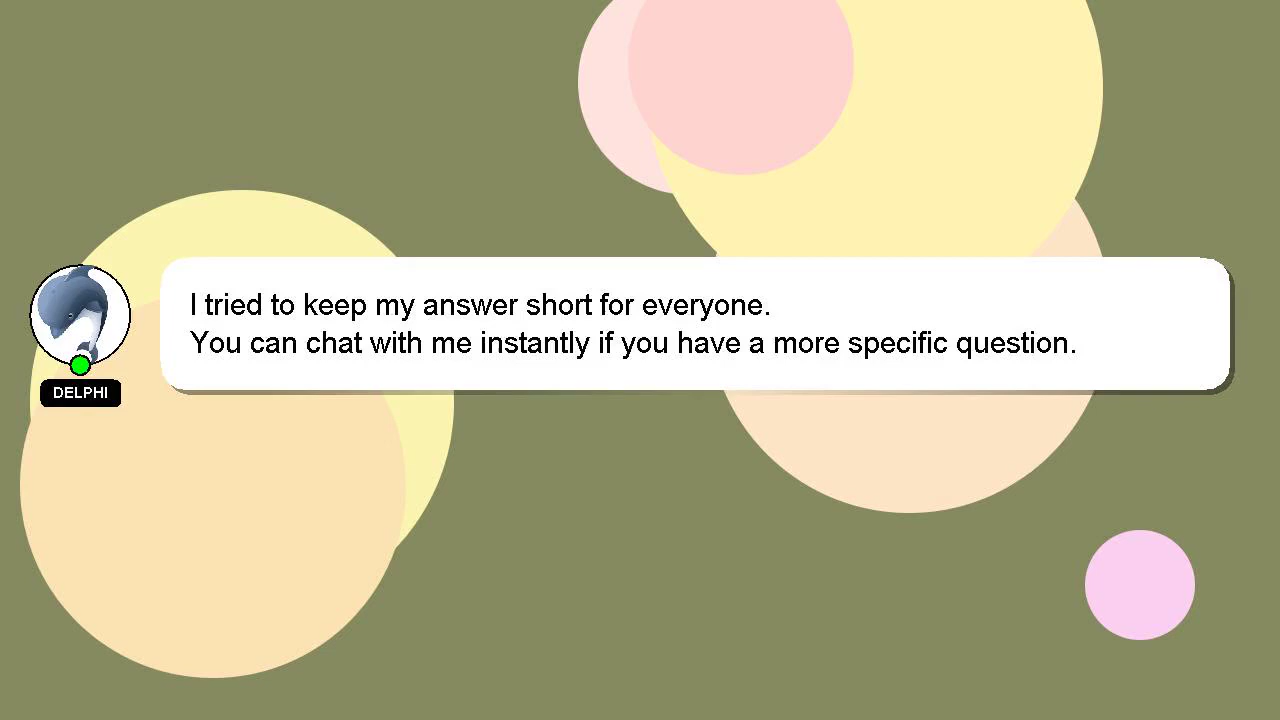 I tried to keep my answer short for everyone.
You can chat with me instantly if you have a more specific question.
DELPHI